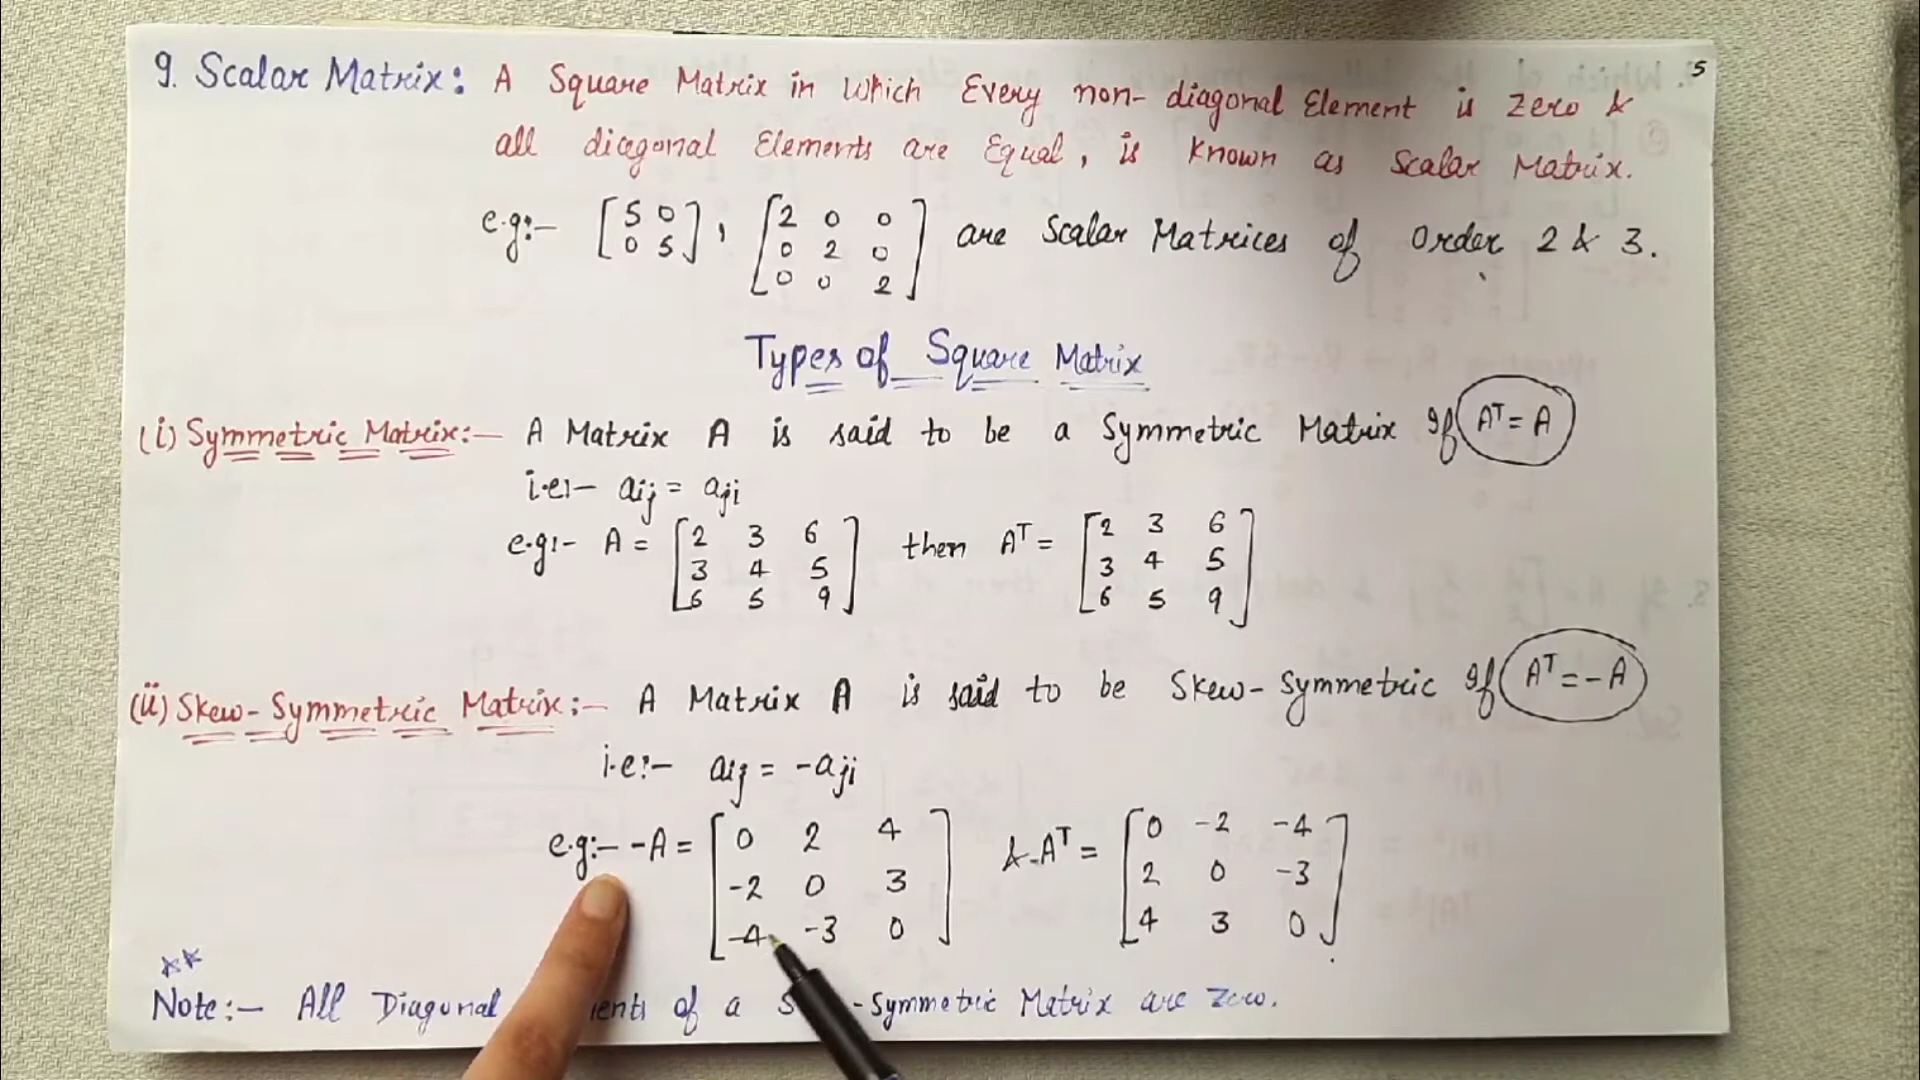 5
9. Scalar Matrix: A Square Matrix in which Every non-diagonal Element is zero &
all diagonal Elements are Equal, is known as Scalar Matrix.
e.g:- [5 0
0 5], [2 0 0
0 2 0
0 0 2] are Scalar Matrices of Order 2 & 3.
Types of Square Matrix
(i) Symmetric Matrix:- A Matrix A is said to be a Symmetric Matrix If Aᵀ = A
i.e:- aij = aji
e.g:- A = [2 3 6
3 4 5
6 5 9] then Aᵀ = [2 3 6
3 4 5
6 5 9]
(ii) Skew-Symmetric Matrix:- A Matrix A is said to be Skew-Symmetric If Aᵀ = -A
i.e:- aij = -aji
e.g:- -A = [0 2 4
-2 0 3
-4 -3 0] & -Aᵀ = [0 -2 -4
2 0 -3
4 3 0]
**
Note:- All Diagonal of a -Symmetric Matrix are Zero.